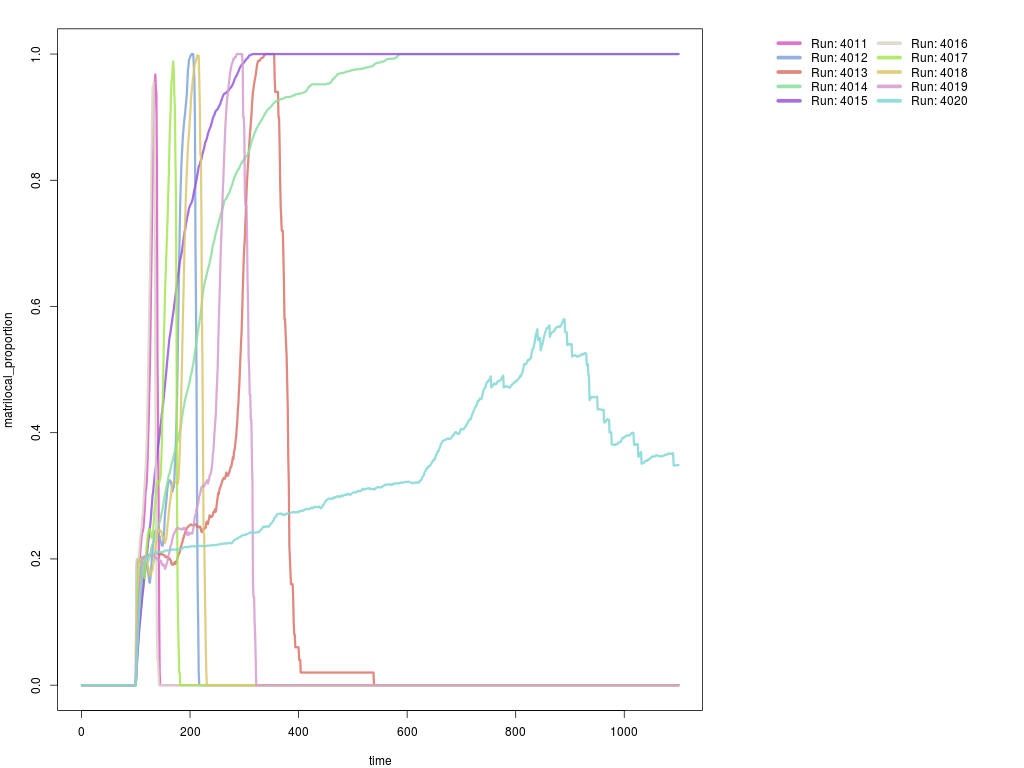 matrilocal_proportion
1.0
0.8
0.6
0.4
0.2
0.0
0 200 400 600 800 1000
time
Run: 4011 Run: 4016
Run: 4012 Run: 4017
Run: 4013 Run: 4018
Run: 4014 Run: 4019
Run: 4015 Run: 4020